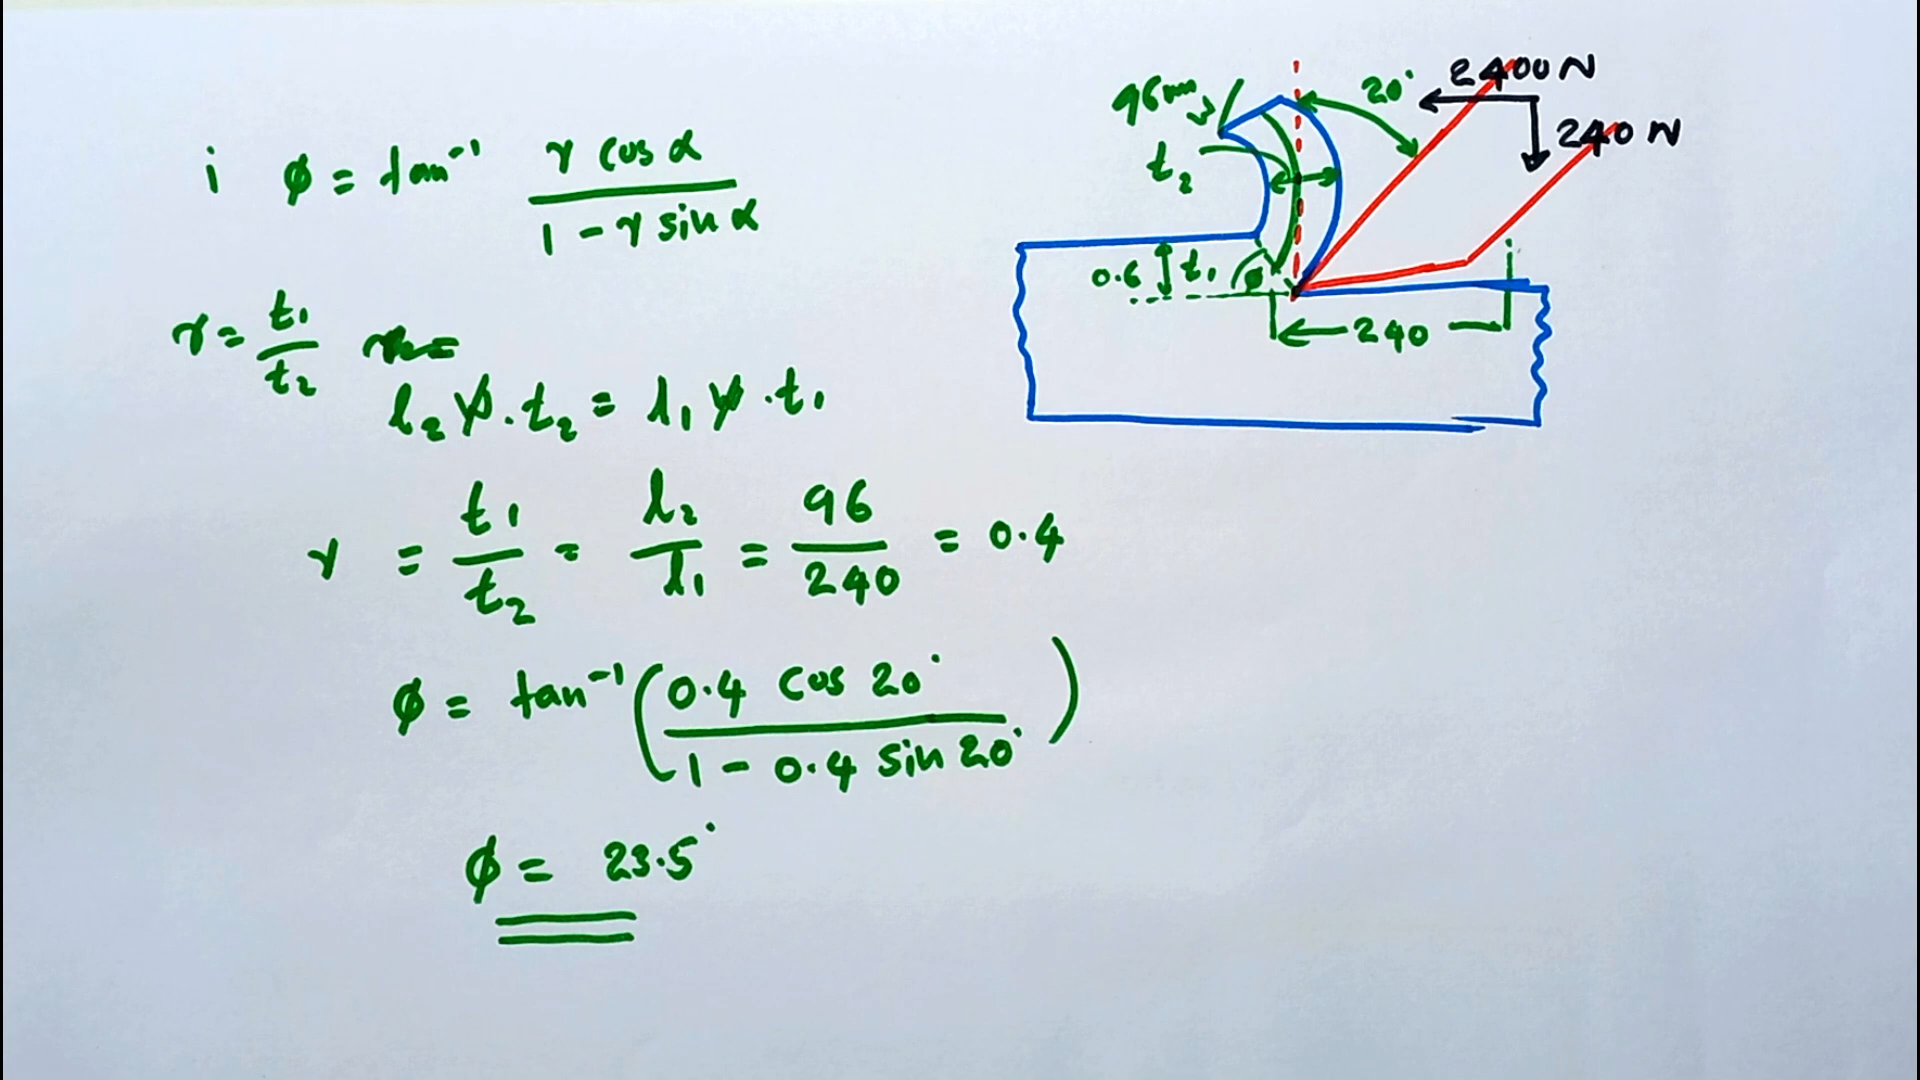 i φ = tan⁻¹ r cos α / 1 - r sin α
r = t₁ / t₂
l₂ b . t₂ = l₁ b . t₁
r = t₁ / t₂ = l₂ / l₁ = 96 / 240 = 0.4
φ = tan⁻¹ ( 0.4 cos 20° / 1 - 0.4 sin 20° )
φ = 23.5°
96mm
t₂
20°
2400 N
240 N
0.6
t₁
φ
240